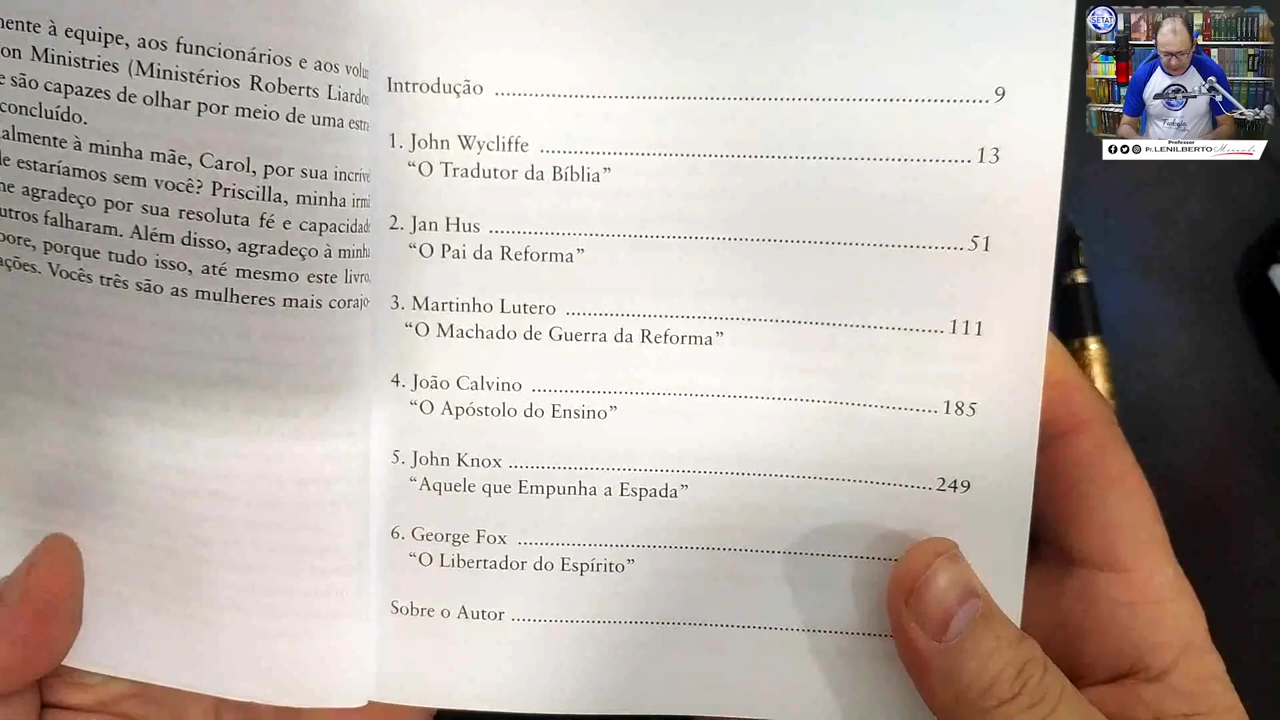 mente à equipe, aos funcionários e aos
on Ministries (Ministérios Roberts
e são capazes de olhar por meio de uma
concluído.
almente à minha mãe, Carol, por sua
estaríamos sem você? Priscilla, minha
agradeço por sua resoluta fé e
utros falharam. Além disso, agradeço à
porque tudo isso, até mesmo este livro
ações. Vocês três são as mulheres mais
Introdução 9
1. John Wycliffe 13
“O Tradutor da Bíblia”
2. Jan Hus 51
“O Pai da Reforma”
3. Martinho Lutero 111
“O Machado de Guerra da Reforma”
4. João Calvino 185
“O Apóstolo do Ensino”
5. John Knox 249
“Aquele que Empunha a Espada”
6. George Fox
“O Libertador do Espírito”
Sobre o Autor
SETAT
Teologia
Professor
Pr. LENILBERTO Miranda